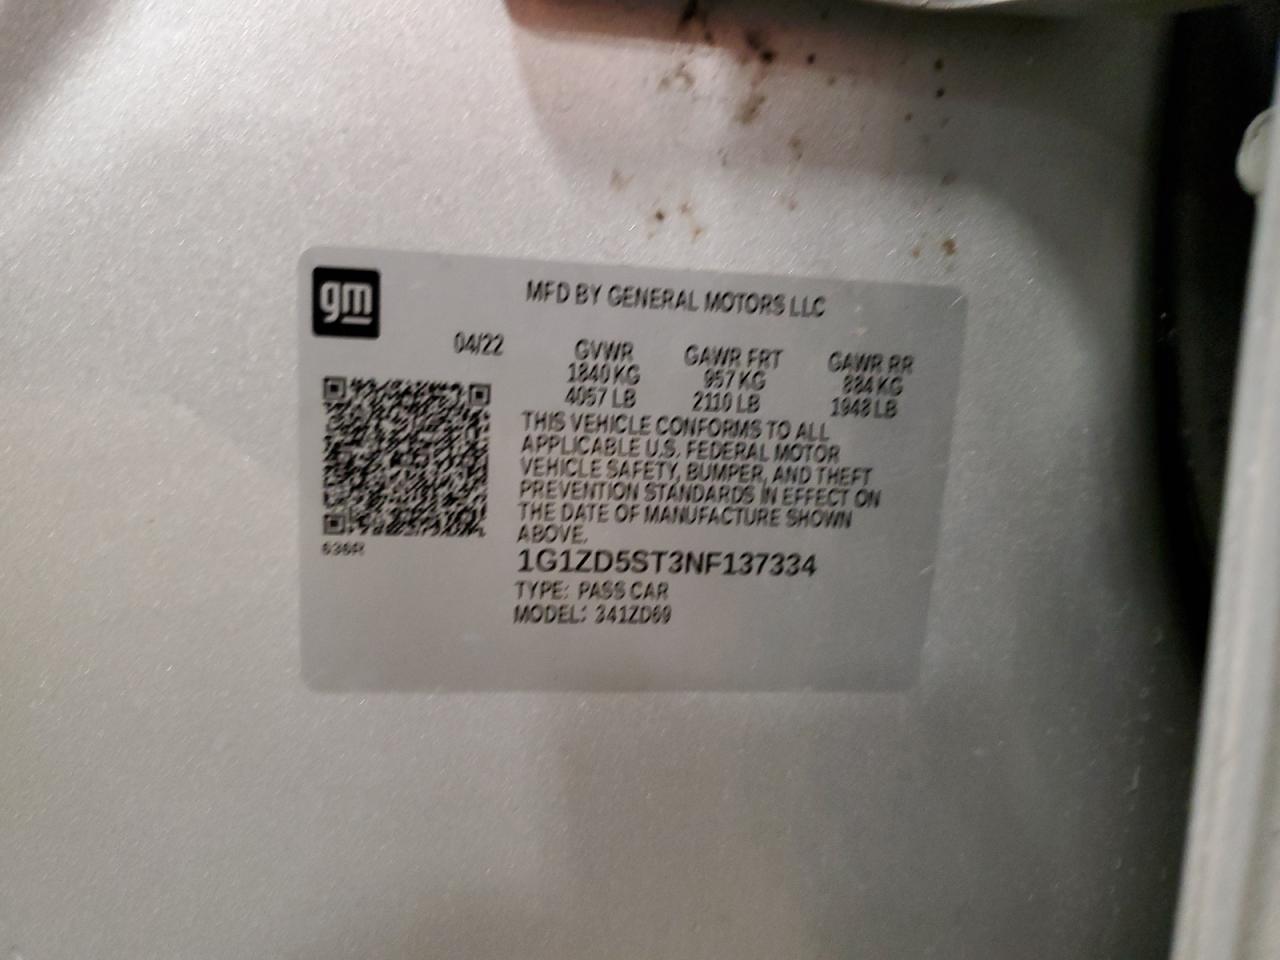 gm
MFD BY GENERAL MOTORS LLC
04/22 GVWR GAWR FRT GAWR RR
1840 KG 957 KG 884 KG
4057 LB 2110 LB 1948 LB
THIS VEHICLE CONFORMS TO ALL
APPLICABLE U.S. FEDERAL MOTOR
VEHICLE SAFETY, BUMPER, AND THEFT
PREVENTION STANDARDS IN EFFECT ON
THE DATE OF MANUFACTURE SHOWN
ABOVE.
636R
1G1ZD5ST3NF137334
TYPE: PASS CAR
MODEL: 341ZD69